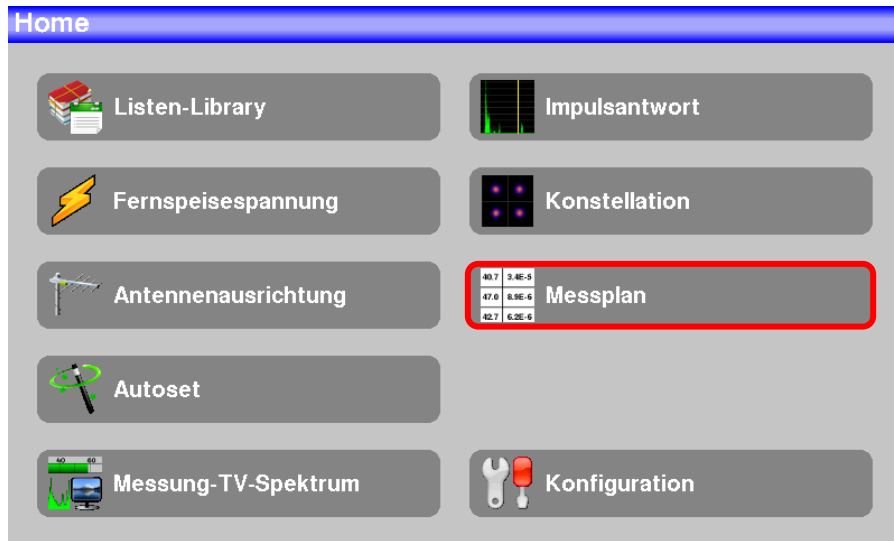 Home
Listen-Library
Impulsantwort
Fernspeisespannung
Konstellation
Antennenausrichtung
40.7 3.4E-5
47.0 8.9E-6
42.7 6.2E-6
Messplan
Autoset
40 60
Messung-TV-Spektrum
Konfiguration